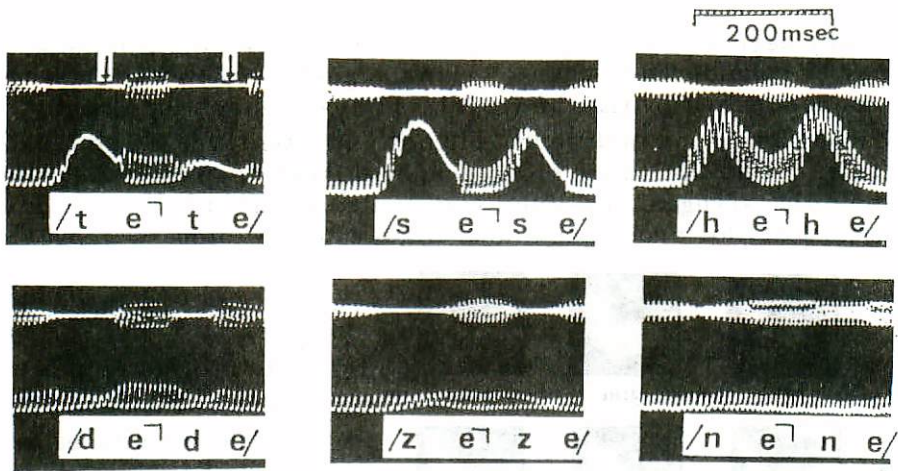 200msec
/t e˥ t e/
/s e˥ s e/
/h e˥ h e/
/d e˥ d e/
/z e˥ z e/
/n e˥ n e/